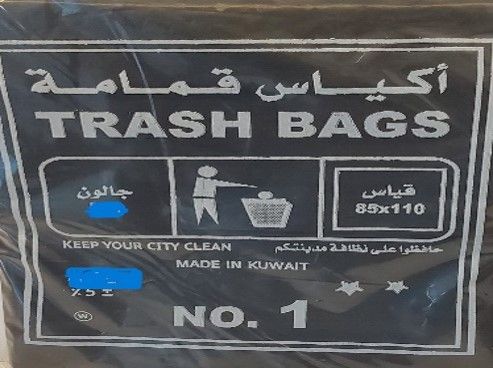 أكياس قمامة
TRASH BAGS
جالون
قياس
85x110
KEEP YOUR CITY CLEAN
حافظوا على نظافة مدينتكم
MADE IN KUWAIT
٪5 ±
W
NO. 1